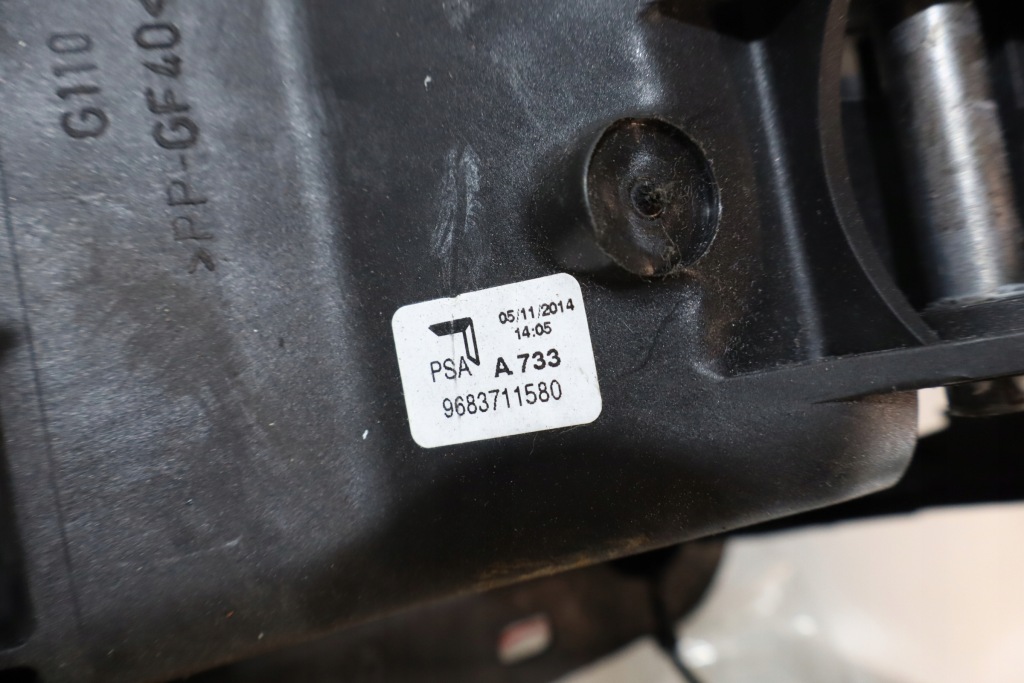 G110
>PP-GF40<
05/11/2014
14:05
PSA A 733
9683711580